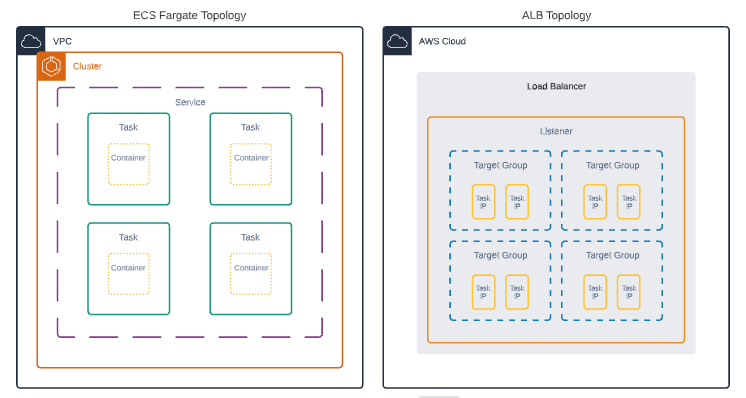 ECS Fargate Topology
VPC
Cluster
Service
Task
Container
Task
Container
Task
Container
Task
Container
ALB Topology
AWS Cloud
Load Balancer
Listener
Target Group
Task
IP
Task
IP
Target Group
Task
IP
Task
IP
Target Group
Task
IP
Task
IP
Target Group
Task
IP
Task
IP